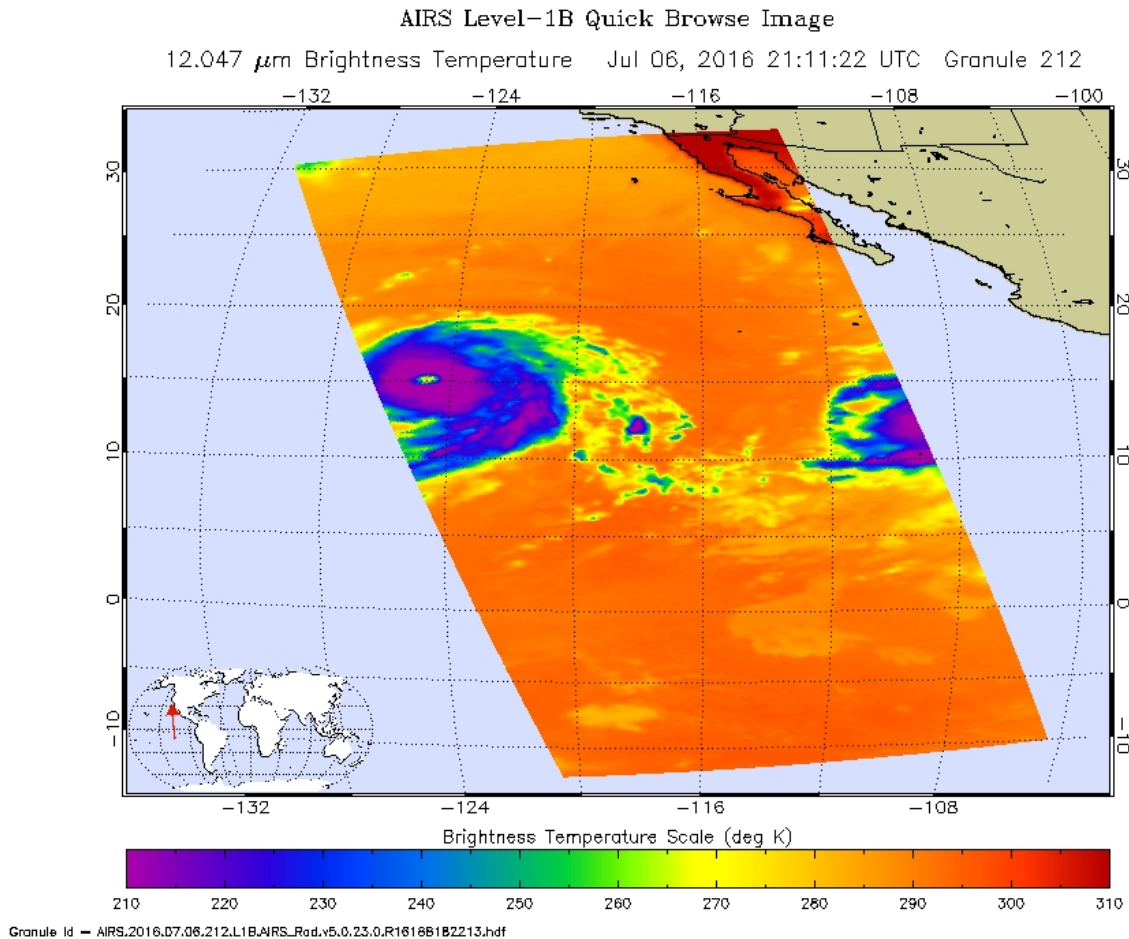 AIRS Level-1B Quick Browse Image
12.047 μm Brightness Temperature Jul 06, 2016 21:11:22 UTC Granule 212
-132 -124 -116 -108 -100
30 30
20 20
10 10
0 0
-10 -10
-132 -124 -116 -108
Brightness Temperature Scale (deg K)
210 220 230 240 250 260 270 280 290 300 310
Granule Id - AIRS.2016.07.06.212.L1B.AIRS_Rad.v5.0.23.0.R16188182213.hdf